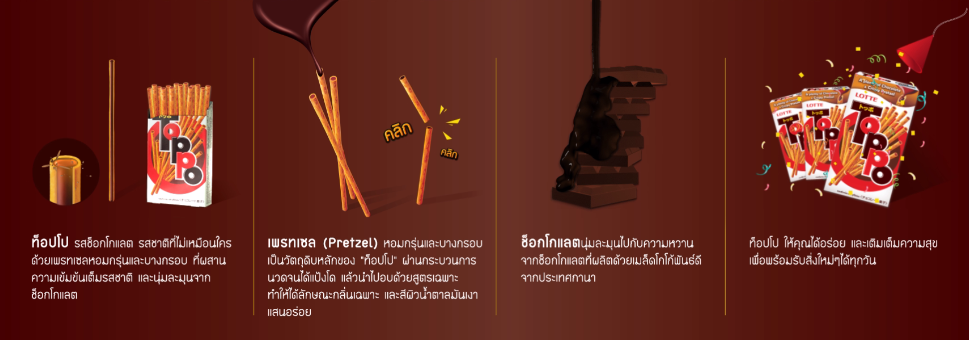 TOPPO
ท็อปโป รสช็อกโกแลต รสชาติที่ไม่เหมือนใคร
ด้วยเพรทเซลหอมกรุ่นและบางกรอบ ที่ผสาน
ความเข้มข้นเต็มรสชาติ และนุ่มละมุนจาก
ช็อกโกแลต
คลิก
คลิก
เพรทเซล (Pretzel) หอมกรุ่นและบางกรอบ
เป็นวัตถุดิบหลักของ "ท็อปโป" ผ่านกระบวนการ
นวดจนได้แป้งโด แล้วนำไปอบด้วยสูตรเฉพาะ
ทำให้ได้ลักษณะกลิ่นเฉพาะ และสีผิวน้ำตาลมันเงา
แสนอร่อย
ช็อกโกแลตนุ่มละมุนไปกับความหวาน
จากช็อกโกแลตที่ผลิตด้วยเมล็ดโกโก้พันธ์ดี
จากประเทศกานา
LOTTE
TOPPO
LOTTE
TOPPO
LOTTE
トッポ
TOPPO
ท็อปโป ให้คุณได้อร่อย และเติมเต็มความสุข
เพื่อพร้อมรับสิ่งใหม่ๆได้ทุกวัน